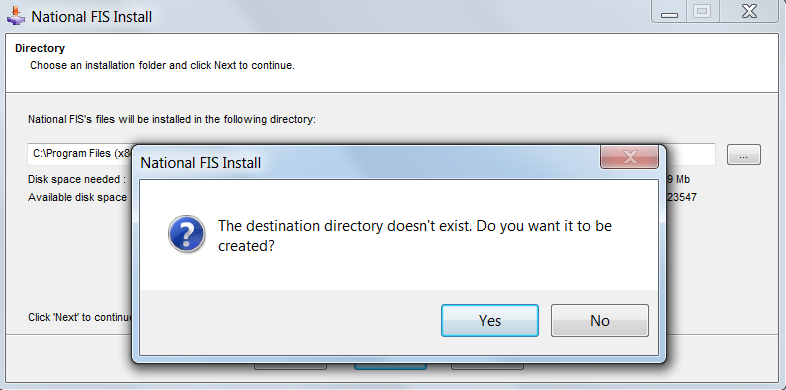 National FIS Install
Directory
Choose an installation folder and click Next to continue.
National FIS's files will be installed in the following directory:
C:\Program Files (x8
...
Disk space needed : 9 Mb
Available disk space 23547
National FIS Install
The destination directory doesn't exist. Do you want it to be
created?
Yes No
Click 'Next' to continue